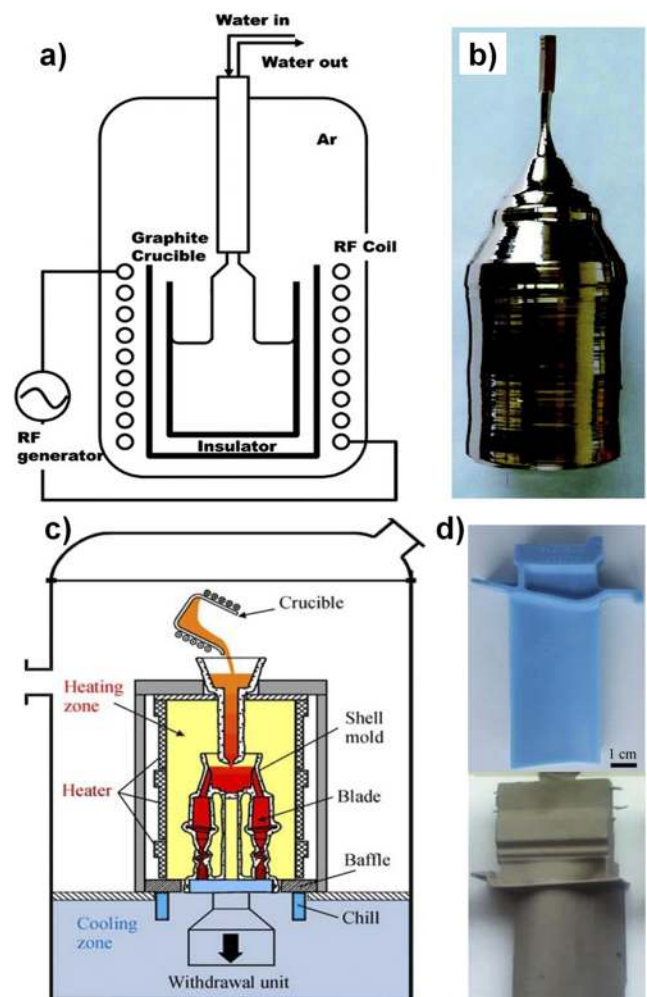 a)
Water in
Water out
Ar
Graphite
Crucible
RF Coil
RF
generator
Insulator
b)
c)
Crucible
Heating
zone
Shell
mold
Heater
Blade
Baffle
Chill
Cooling
zone
Withdrawal unit
d)
1 cm